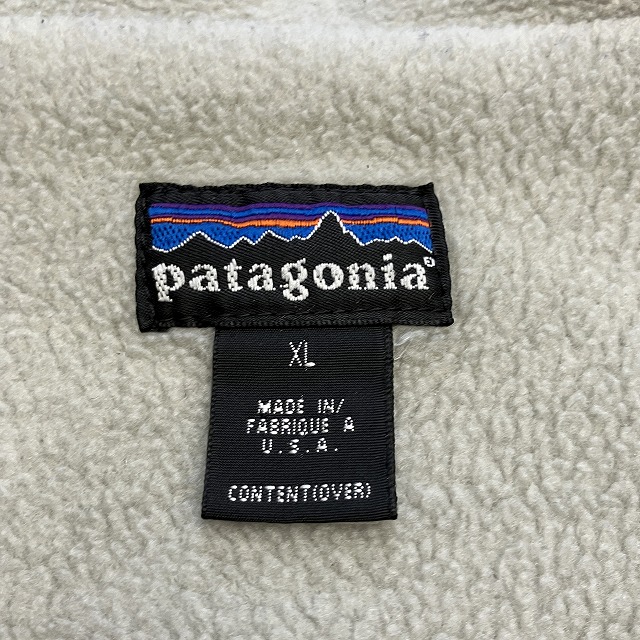 patagonia®
XL
MADE IN/
FABRIQUE A
U.S.A.
CONTENT(OVER)